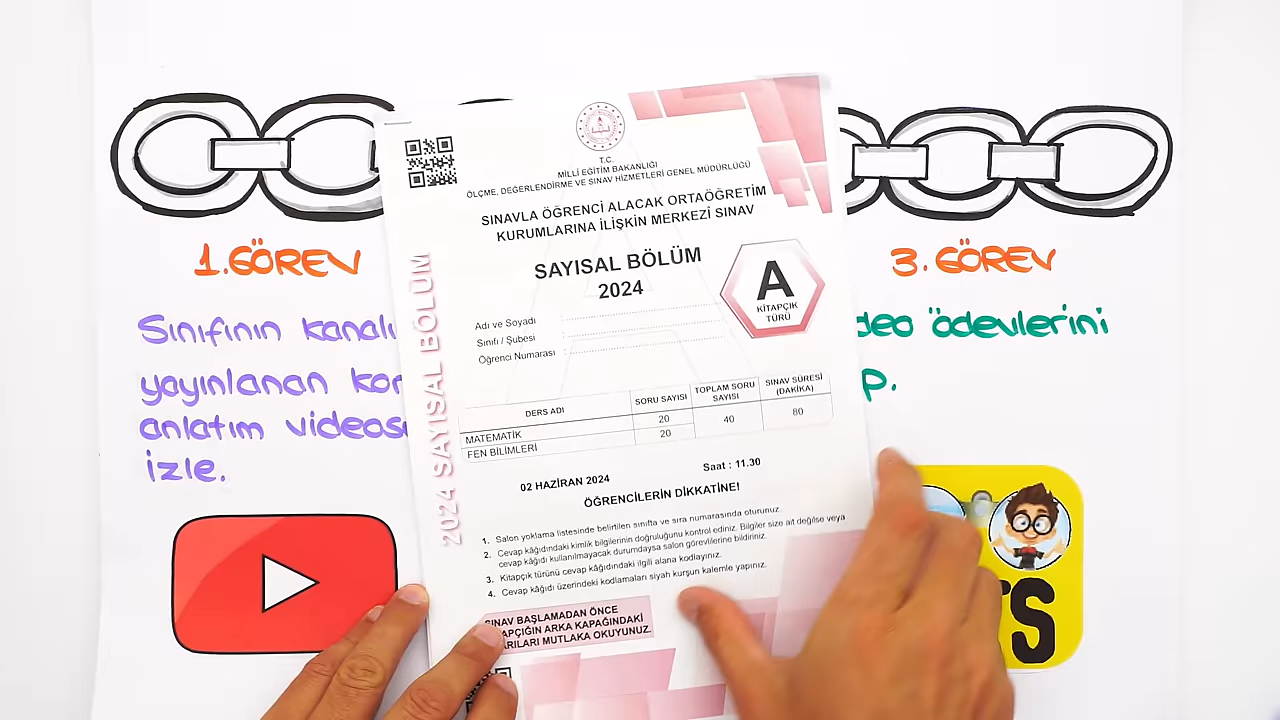 T.C.
MİLLİ EĞİTİM BAKANLIĞI
ÖLÇME, DEĞERLENDİRME VE SINAV HİZMETLERİ GENEL MÜDÜRLÜĞÜ
SINAVLA ÖĞRENCİ ALACAK ORTAÖĞRETİM
KURUMLARINA İLİŞKİN MERKEZÎ SINAV
SAYISAL BÖLÜM
2024
A
KİTAPÇIK
TÜRÜ
2024 SAYISAL BÖLÜM
Adı ve Soyadı :
Sınıfı / Şubesi :
Öğrenci Numarası :
DERS ADI SORU SAYISI TOPLAM SORU SAYISI SINAV SÜRESİ (DAKİKA)
MATEMATİK 20 40 80
FEN BİLİMLERİ 20
02 HAZİRAN 2024 Saat : 11.30
ÖĞRENCİLERİN DİKKATİNE!
1. Salon yoklama listesinde belirtilen sınıfta ve sıra numarasında oturunuz.
2. Cevap kâğıdındaki kimlik bilgilerinin doğruluğunu kontrol ediniz. Bilgiler size ait değilse veya
cevap kâğıdı kullanılmayacak durumdaysa salon görevlilerine bildiriniz.
3. Kitapçık türünü cevap kâğıdındaki ilgili alana kodlayınız.
4. Cevap kâğıdı üzerindeki kodlamaları siyah kurşun kalemle yapınız.
SINAV BAŞLAMADAN ÖNCE
APÇIĞIN ARKA KAPAĞINDAKİ
ARILARI MUTLAKA OKUYUNUZ.
1. GÖREV
Sınıfının kanalı
yayınlanan kon
anlatım videosu
izle.
3. GÖREV
deo ödevlerini
p.
TS